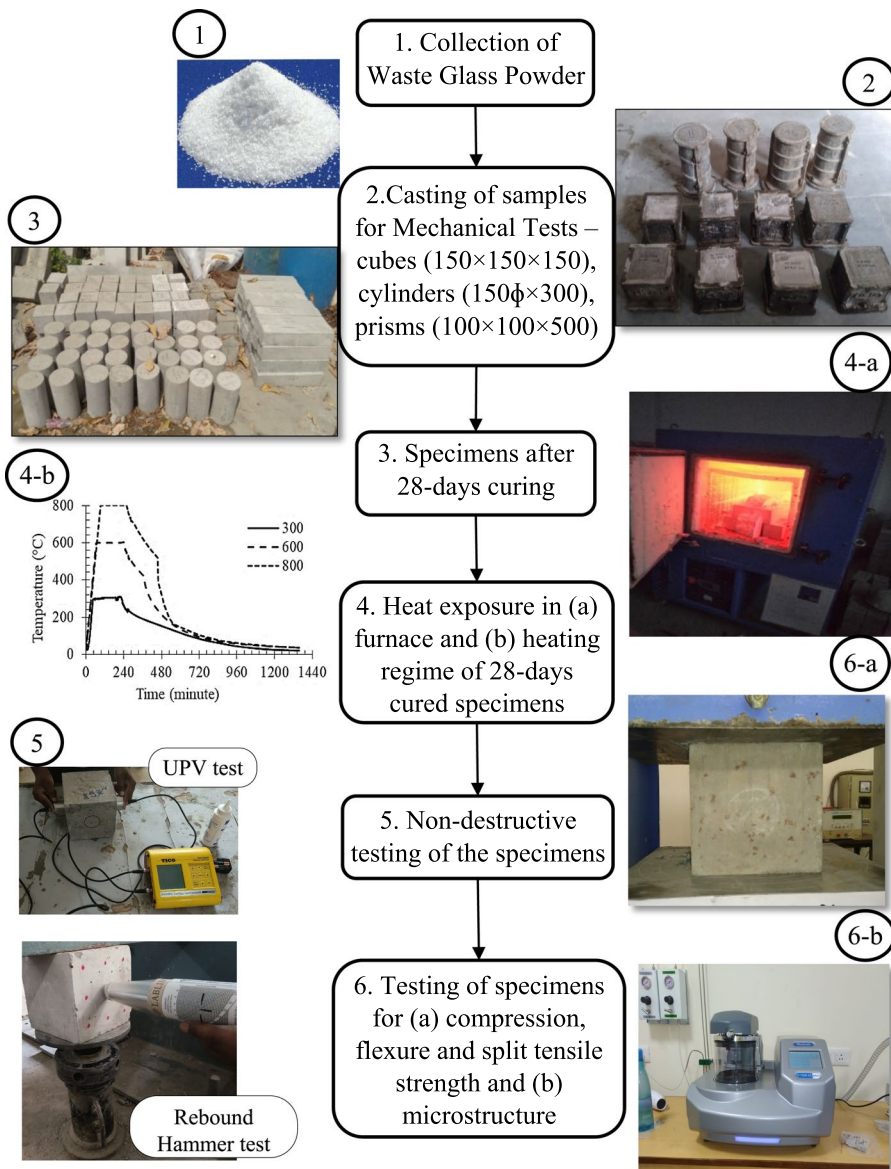 1
1. Collection of
Waste Glass Powder
2
2.Casting of samples
for Mechanical Tests –
cubes (150×150×150),
cylinders (150ϕ×300),
prisms (100×100×500)
3
4-a
3. Specimens after
28-days curing
4-b
800
600
400
200
0
Temperature (°C)
300
600
800
0 240 480 720 960 1200 1440
Time (minute)
4. Heat exposure in (a)
furnace and (b) heating
regime of 28-days
cured specimens
6-a
5
UPV test
TICO
5. Non-destructive
testing of the specimens
6-b
6. Testing of specimens
for (a) compression,
flexure and split tensile
strength and (b)
microstructure
Rebound
Hammer test